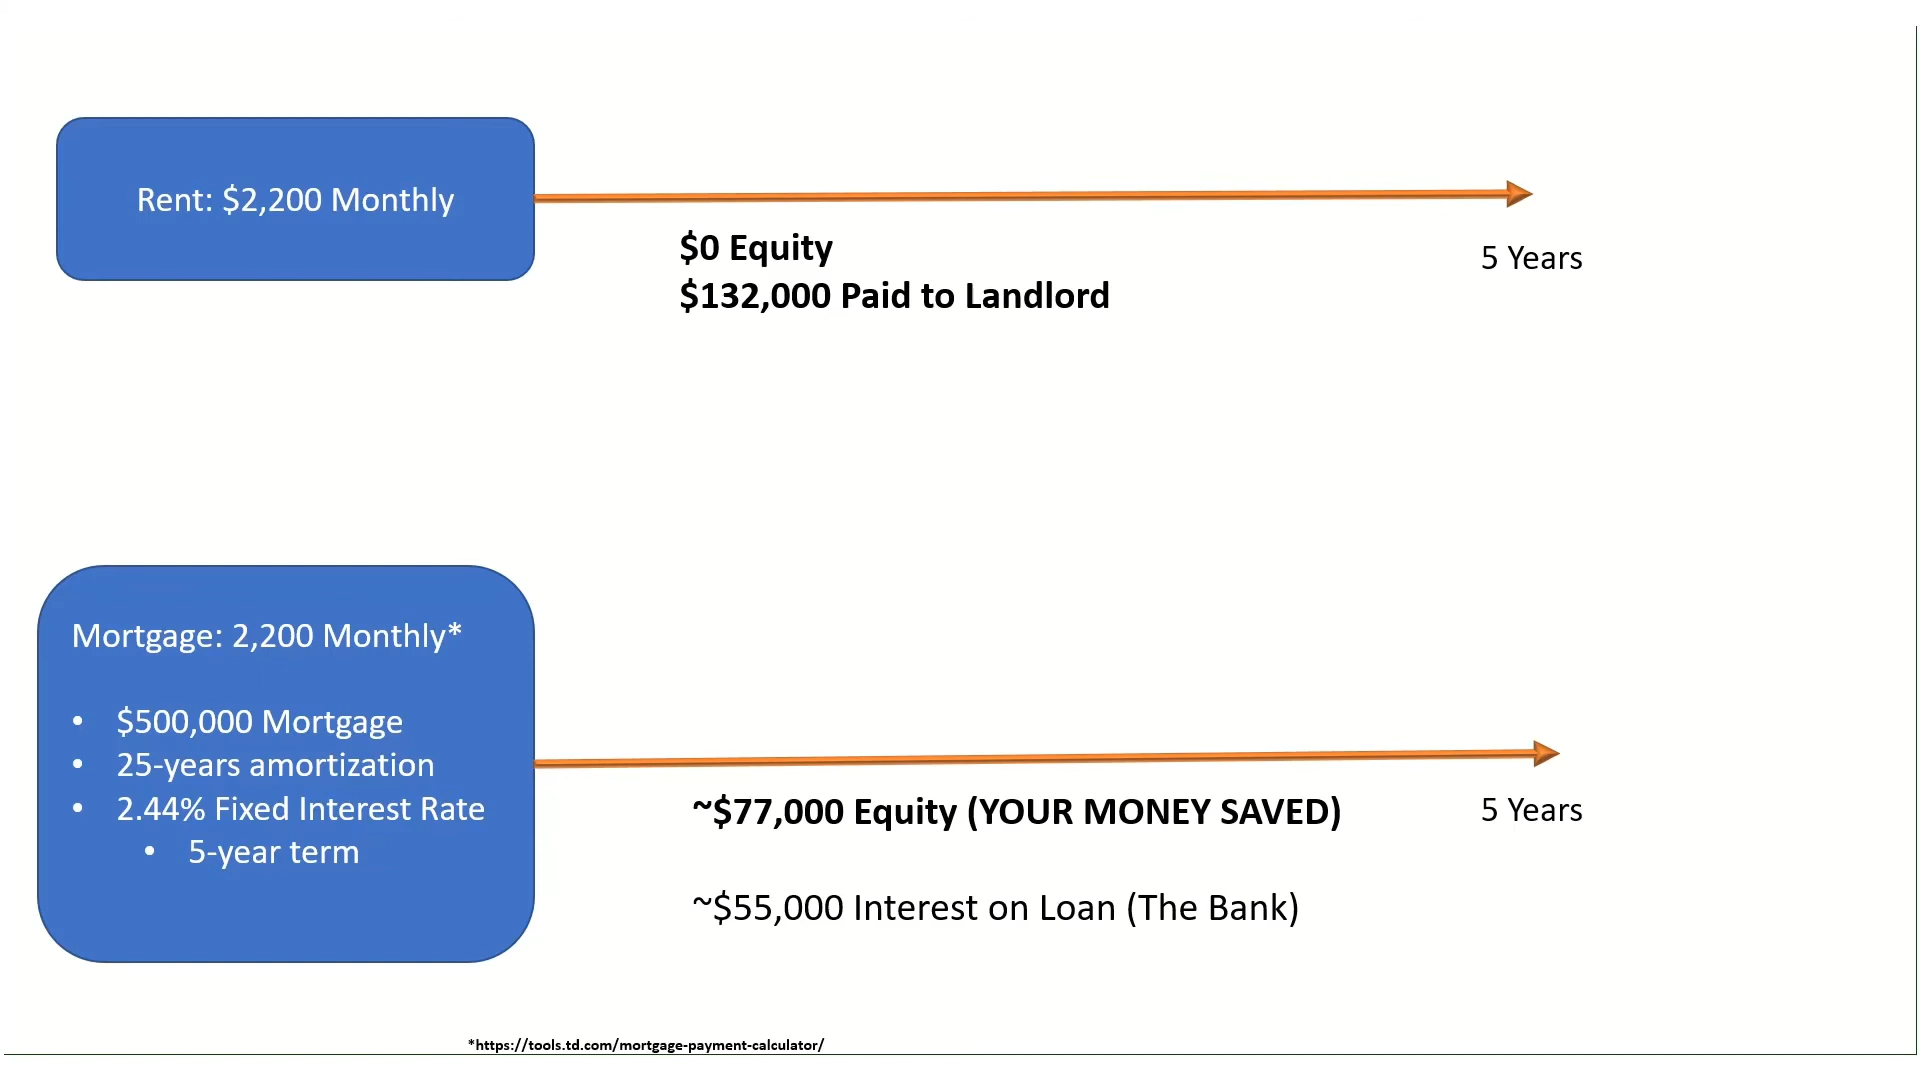 Rent: $2,200 Monthly
$0 Equity
$132,000 Paid to Landlord
5 Years
Mortgage: 2,200 Monthly*
• $500,000 Mortgage
• 25-years amortization
• 2.44% Fixed Interest Rate
• 5-year term
~$77,000 Equity (YOUR MONEY SAVED)
5 Years
~$55,000 Interest on Loan (The Bank)
*https://tools.td.com/mortgage-payment-calculator/